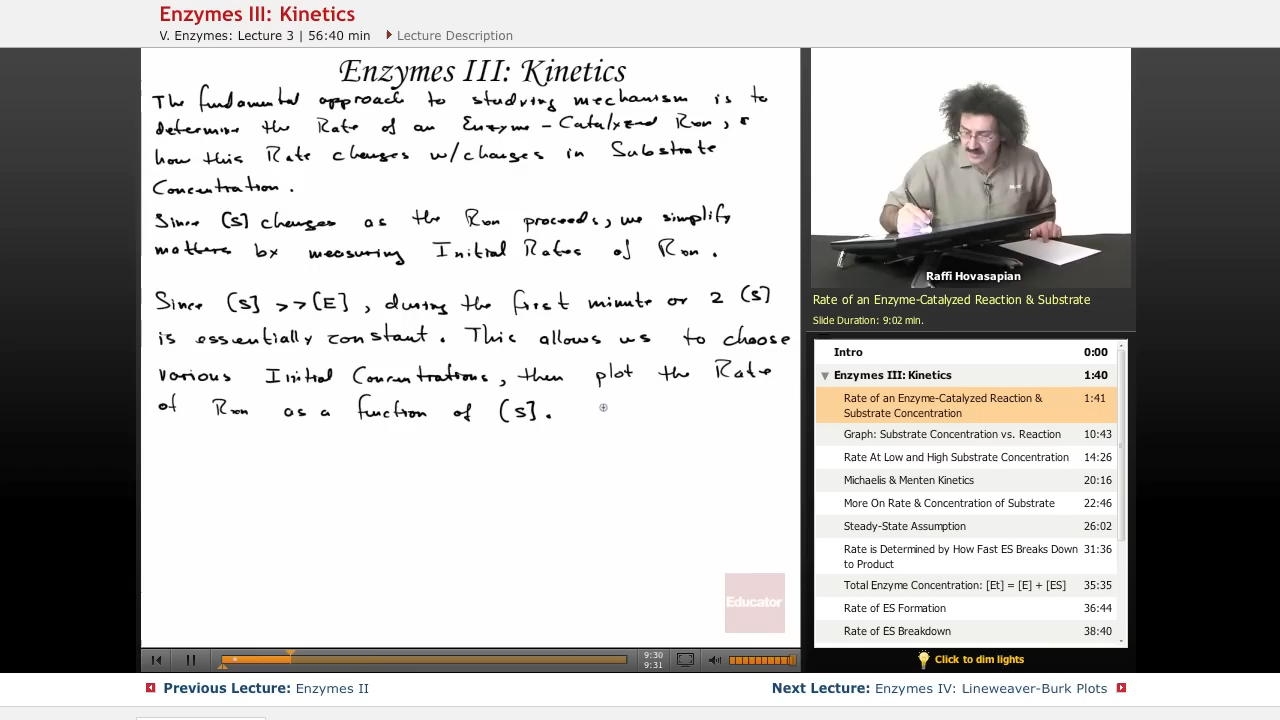 Enzymes III: Kinetics
V. Enzymes: Lecture 3 | 56:40 min
Lecture Description
Enzymes III: Kinetics
The fundamental approach to studying mechanism is to
determine the Rate of an Enzyme-Catalyzed Rxn,
how this Rate changes w/changes in Substrate
Concentration.
Since [S] changes as the Rxn proceeds, we simplify
matters by measuring Initial Rates of Rxn.
Since [S] >> [E], during the first minute or 2 [S]
is essentially constant. This allows us to choose
various Initial Concentrations, then plot the Rate
of Rxn as a function of [S].
Educator
Raffi Hovasapian
Rate of an Enzyme-Catalyzed Reaction & Substrate
Slide Duration: 9:02 min.
Intro 0:00
Enzymes III: Kinetics 1:40
Rate of an Enzyme-Catalyzed Reaction & 1:41
Substrate Concentration
Graph: Substrate Concentration vs. Reaction 10:43
Rate At Low and High Substrate Concentration 14:26
Michaelis & Menten Kinetics 20:16
More On Rate & Concentration of Substrate 22:46
Steady-State Assumption 26:02
Rate is Determined by How Fast ES Breaks Down 31:36
to Product
Total Enzyme Concentration: [Et] = [E] + [ES] 35:35
Rate of ES Formation 36:44
Rate of ES Breakdown 38:40
9:30
9:31
Click to dim lights
Previous Lecture: Enzymes II
Next Lecture: Enzymes IV: Lineweaver-Burk Plots